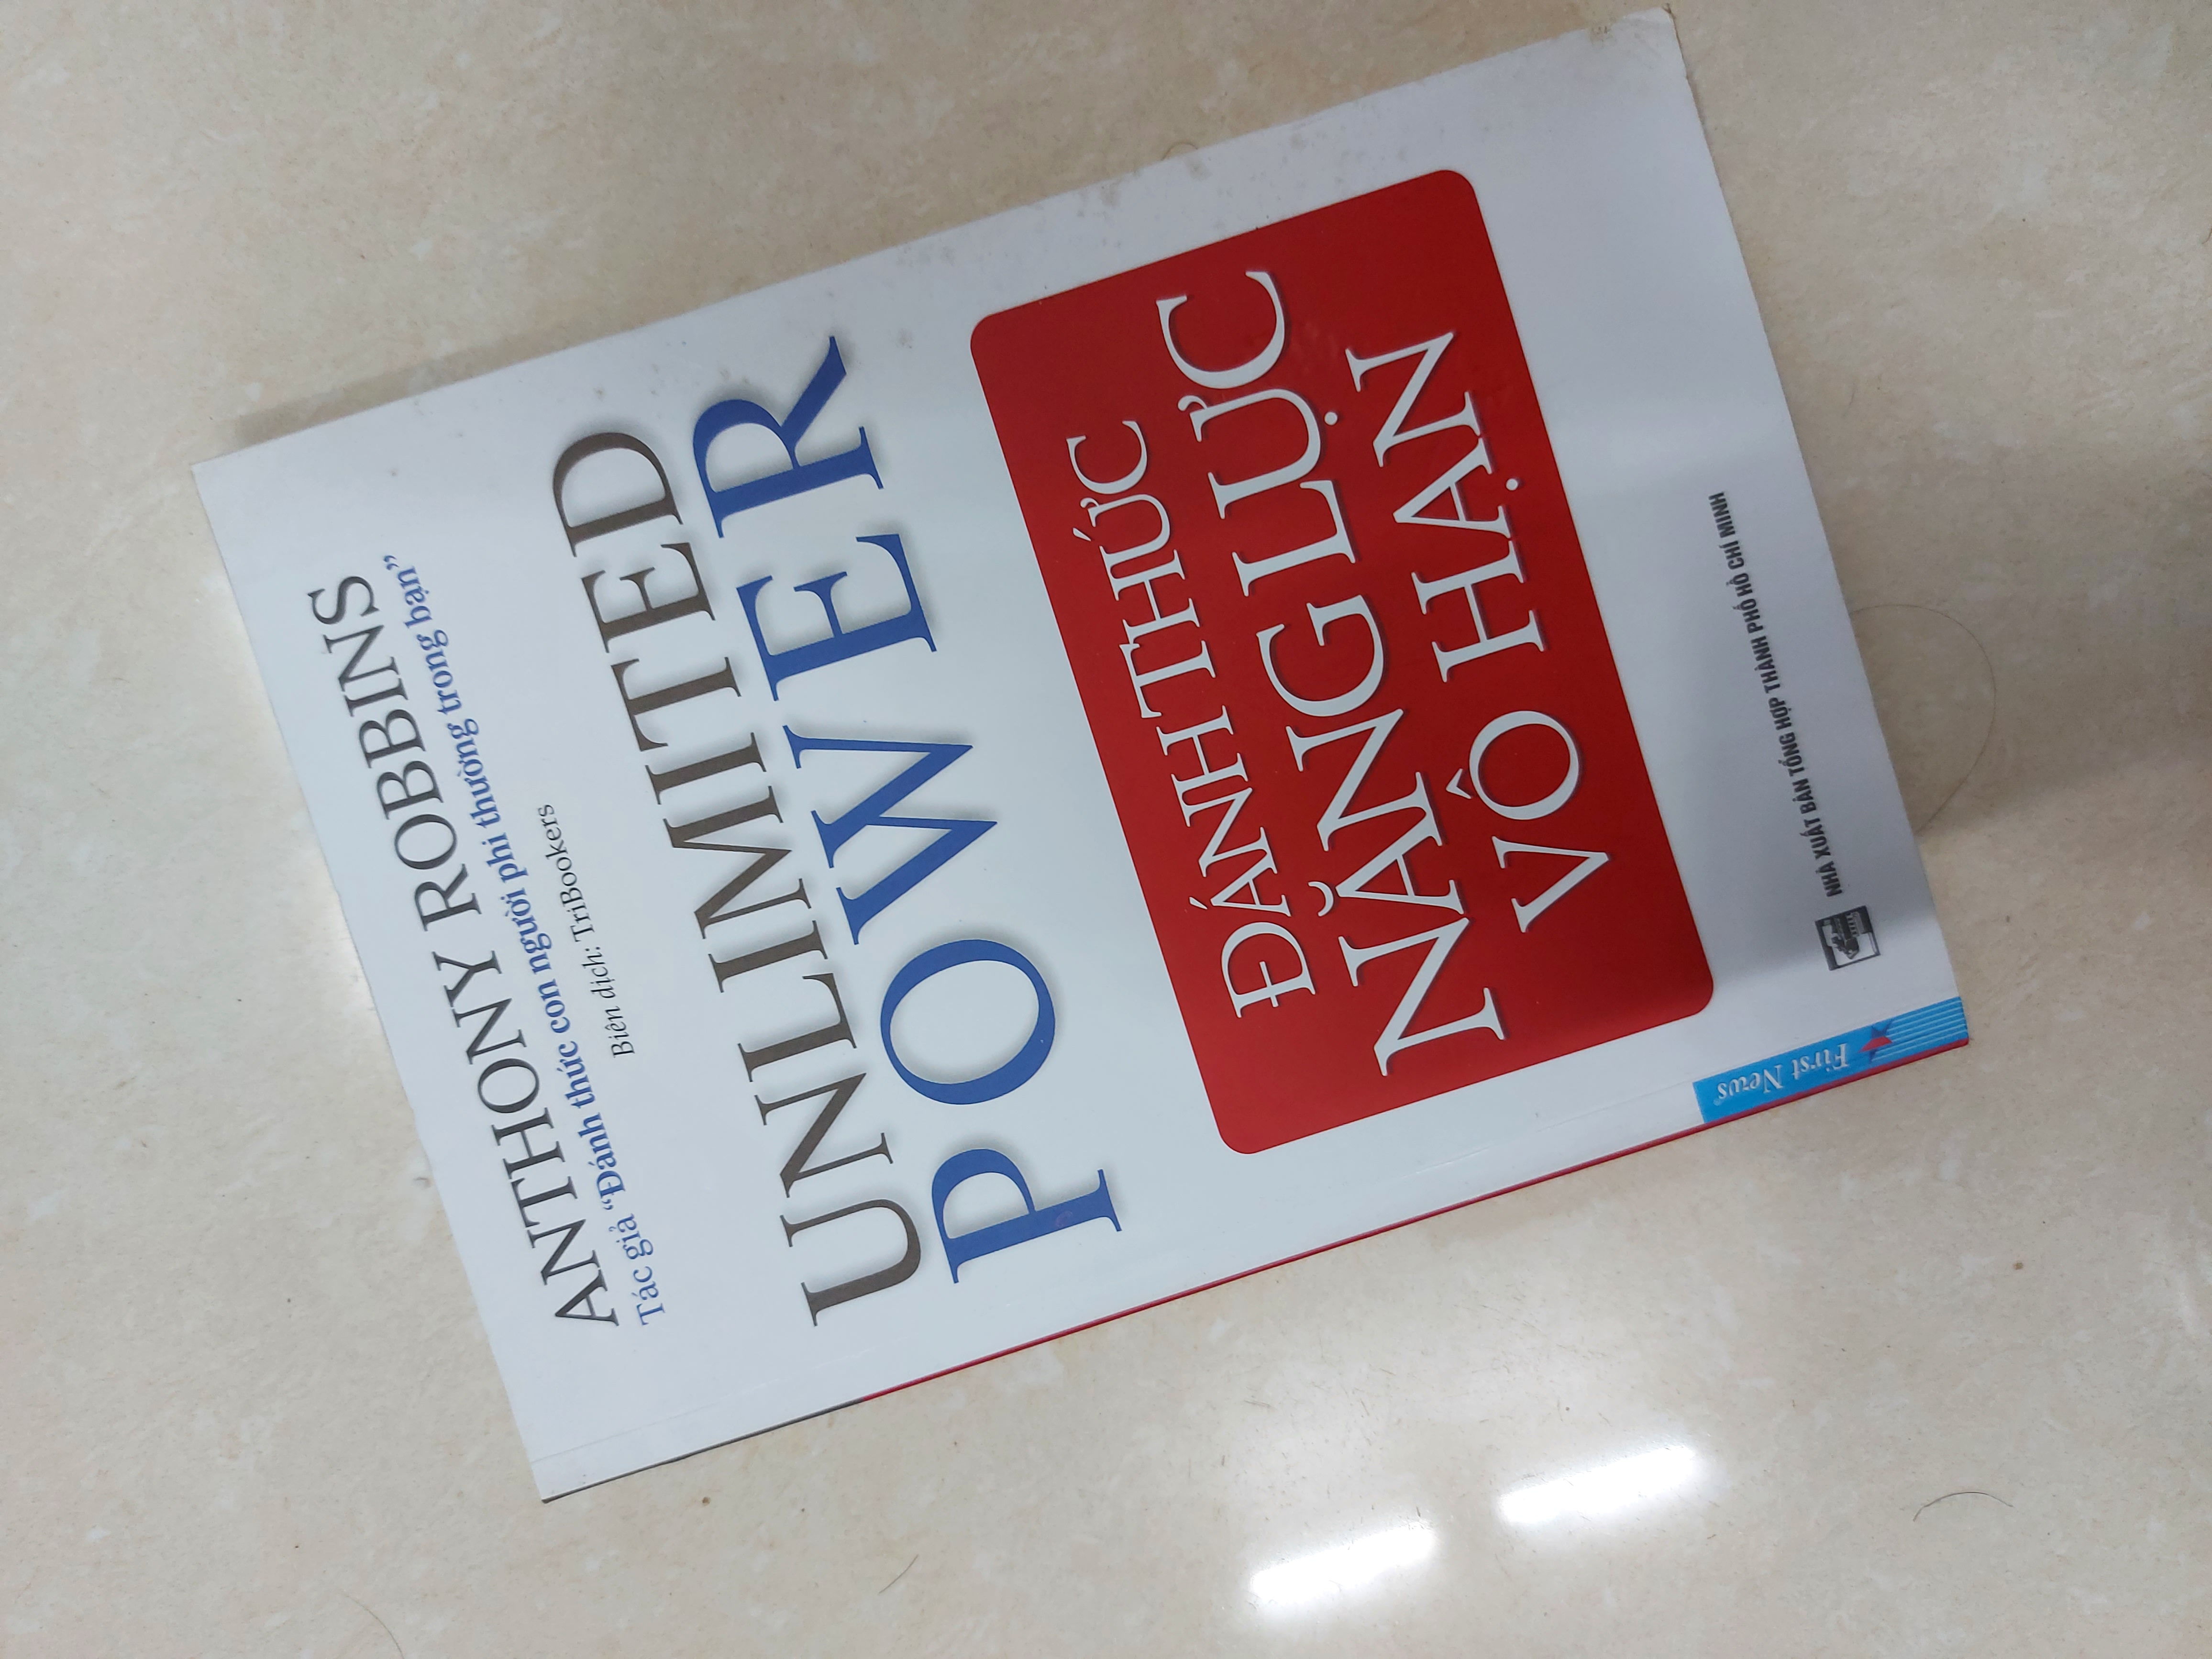 ANTHONY ROBBINS
Tác giả “Đánh thức con người phi thường trong bạn”
Biên dịch: TriBookers
UNLIMITED
POWER
ĐÁNH THỨC
NĂNG LỰC
VÔ HẠN
First News
NHÀ XUẤT BẢN TỔNG HỢP THÀNH PHỐ HỒ CHÍ MINH